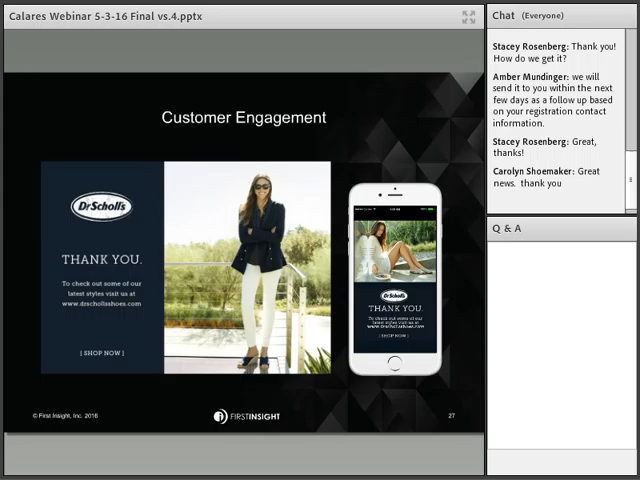 Calares Webinar 5-3-16 Final vs.4.pptx
Customer Engagement
Dr Scholl's
THANK YOU.
To check out some of our
latest styles visit us at
www.drschollsshoes.com
[ SHOP NOW ]
Dr Scholl's
THANK YOU.
To check out some of our
latest styles visit us at
www.drschollsshoes.com
[ SHOP NOW ]
© First Insight, Inc. 2016
FIRSTINSIGHT
27
Chat (Everyone)
Stacey Rosenberg: Thank you!
How do we get it?
Amber Mundinger: we will
send it to you within the next
few days as a follow up based
on your registration contact
information.
Stacey Rosenberg: Great,
thanks!
Carolyn Shoemaker: Great
news. thank you
Q & A